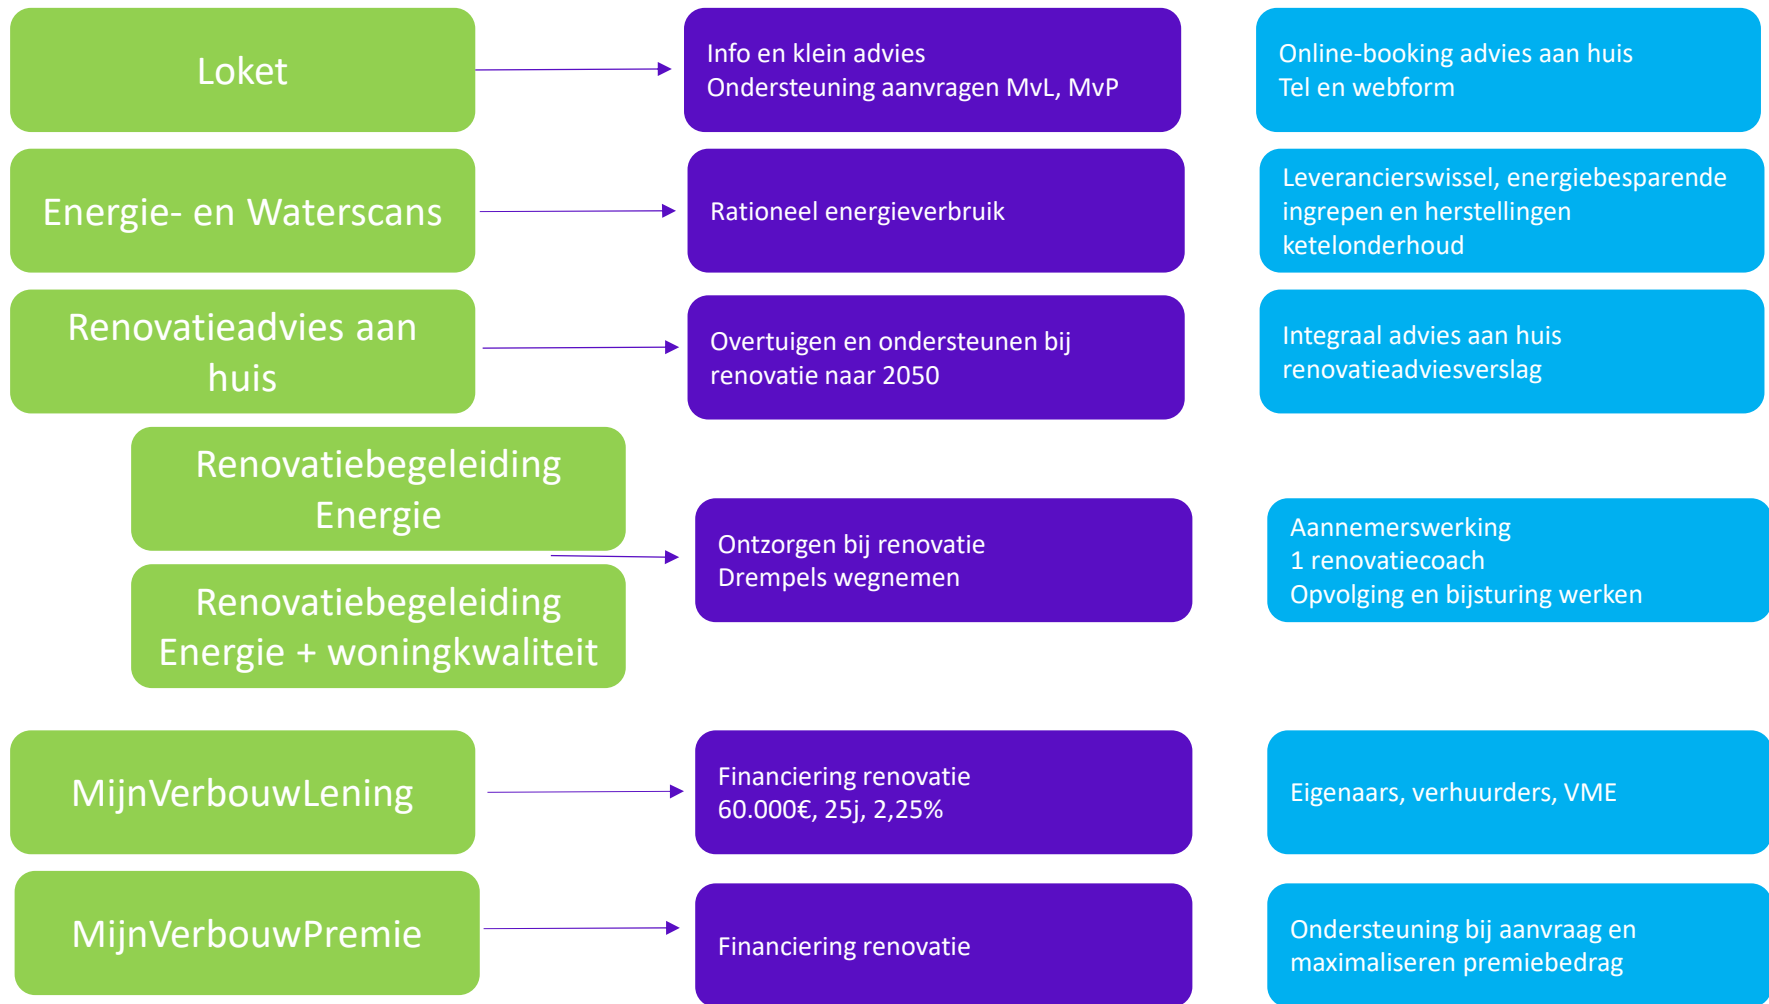 Loket
Info en klein advies
Ondersteuning aanvragen MvL, MvP
Online-booking advies aan huis
Tel en webform
Energie- en Waterscans
Rationeel energieverbruik
Leverancierswissel, energiebesparende
ingrepen en herstellingen
ketelonderhoud
Renovatieadvies aan
huis
Overtuigen en ondersteunen bij
renovatie naar 2050
Integraal advies aan huis
renovatieadviesverslag
Renovatiebegeleiding
Energie
Renovatiebegeleiding
Energie + woningkwaliteit
Ontzorgen bij renovatie
Drempels wegnemen
Aannemerswerking
1 renovatiecoach
Opvolging en bijsturing werken
MijnVerbouwLening
Financiering renovatie
60.000€, 25j, 2,25%
Eigenaars, verhuurders, VME
MijnVerbouwPremie
Financiering renovatie
Ondersteuning bij aanvraag en
maximaliseren premiebedrag